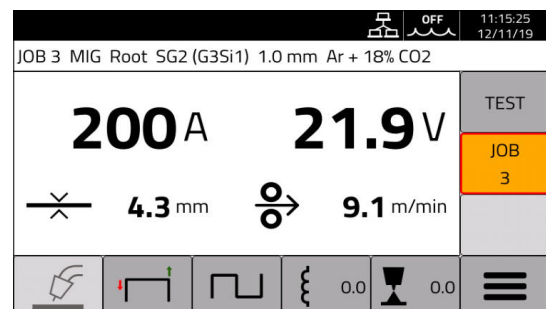 OFF
11:15:25
12/11/19
JOB 3 MIG Root SG2 (G3Si1) 1.0 mm Ar + 18% CO2
200 A 21.9 V
TEST
JOB
3
4.3 mm 9.1 m/min
0.0 0.0